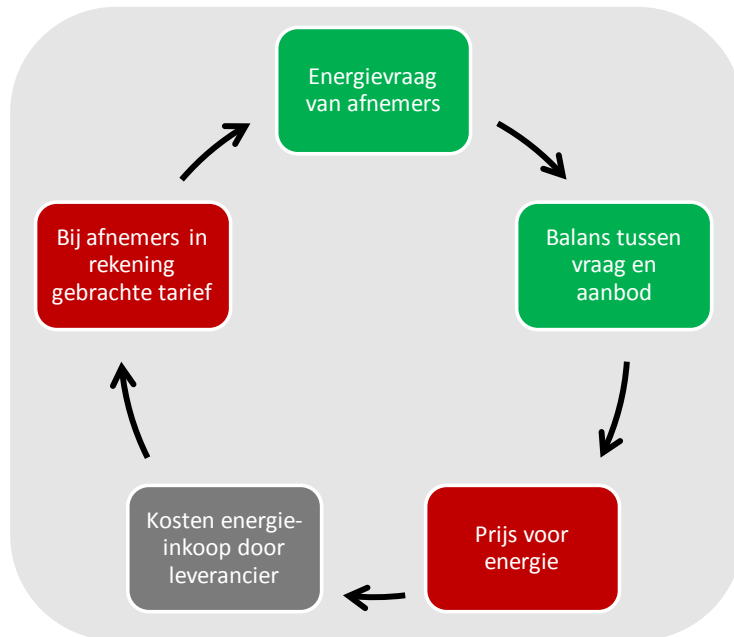 Energievraag
van afnemers
Balans tussen
vraag en
aanbod
Prijs voor
energie
Kosten energie-
inkoop door
leverancier
Bij afnemers in
rekening
gebrachte tarief